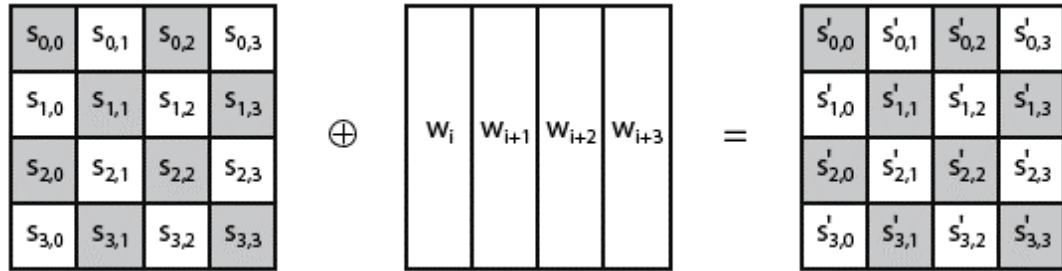 s₀,₀ s₀,₁ s₀,₂ s₀,₃ s'₀,₀ s'₀,₁ s'₀,₂ s'₀,₃
s₁,₀ s₁,₁ s₁,₂ s₁,₃ s'₁,₀ s'₁,₁ s'₁,₂ s'₁,₃
⊕ wᵢ wᵢ₊₁ wᵢ₊₂ wᵢ₊₃ =
s₂,₀ s₂,₁ s₂,₂ s₂,₃ s'₂,₀ s'₂,₁ s'₂,₂ s'₂,₃
s₃,₀ s₃,₁ s₃,₂ s₃,₃ s'₃,₀ s'₃,₁ s'₃,₂ s'₃,₃